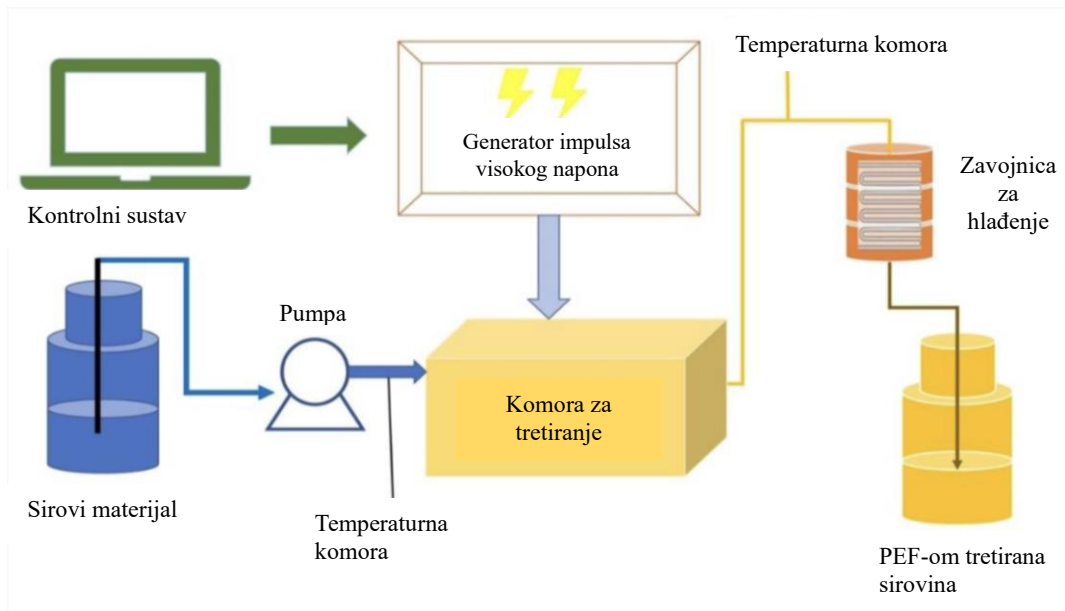 Temperaturna komora
Generator impulsa
visokog napona
Zavojnica
za
hlađenje
Kontrolni sustav
Pumpa
Komora za
tretiranje
Sirovi materijal
Temperaturna
komora
PEF-om tretirana
sirovina